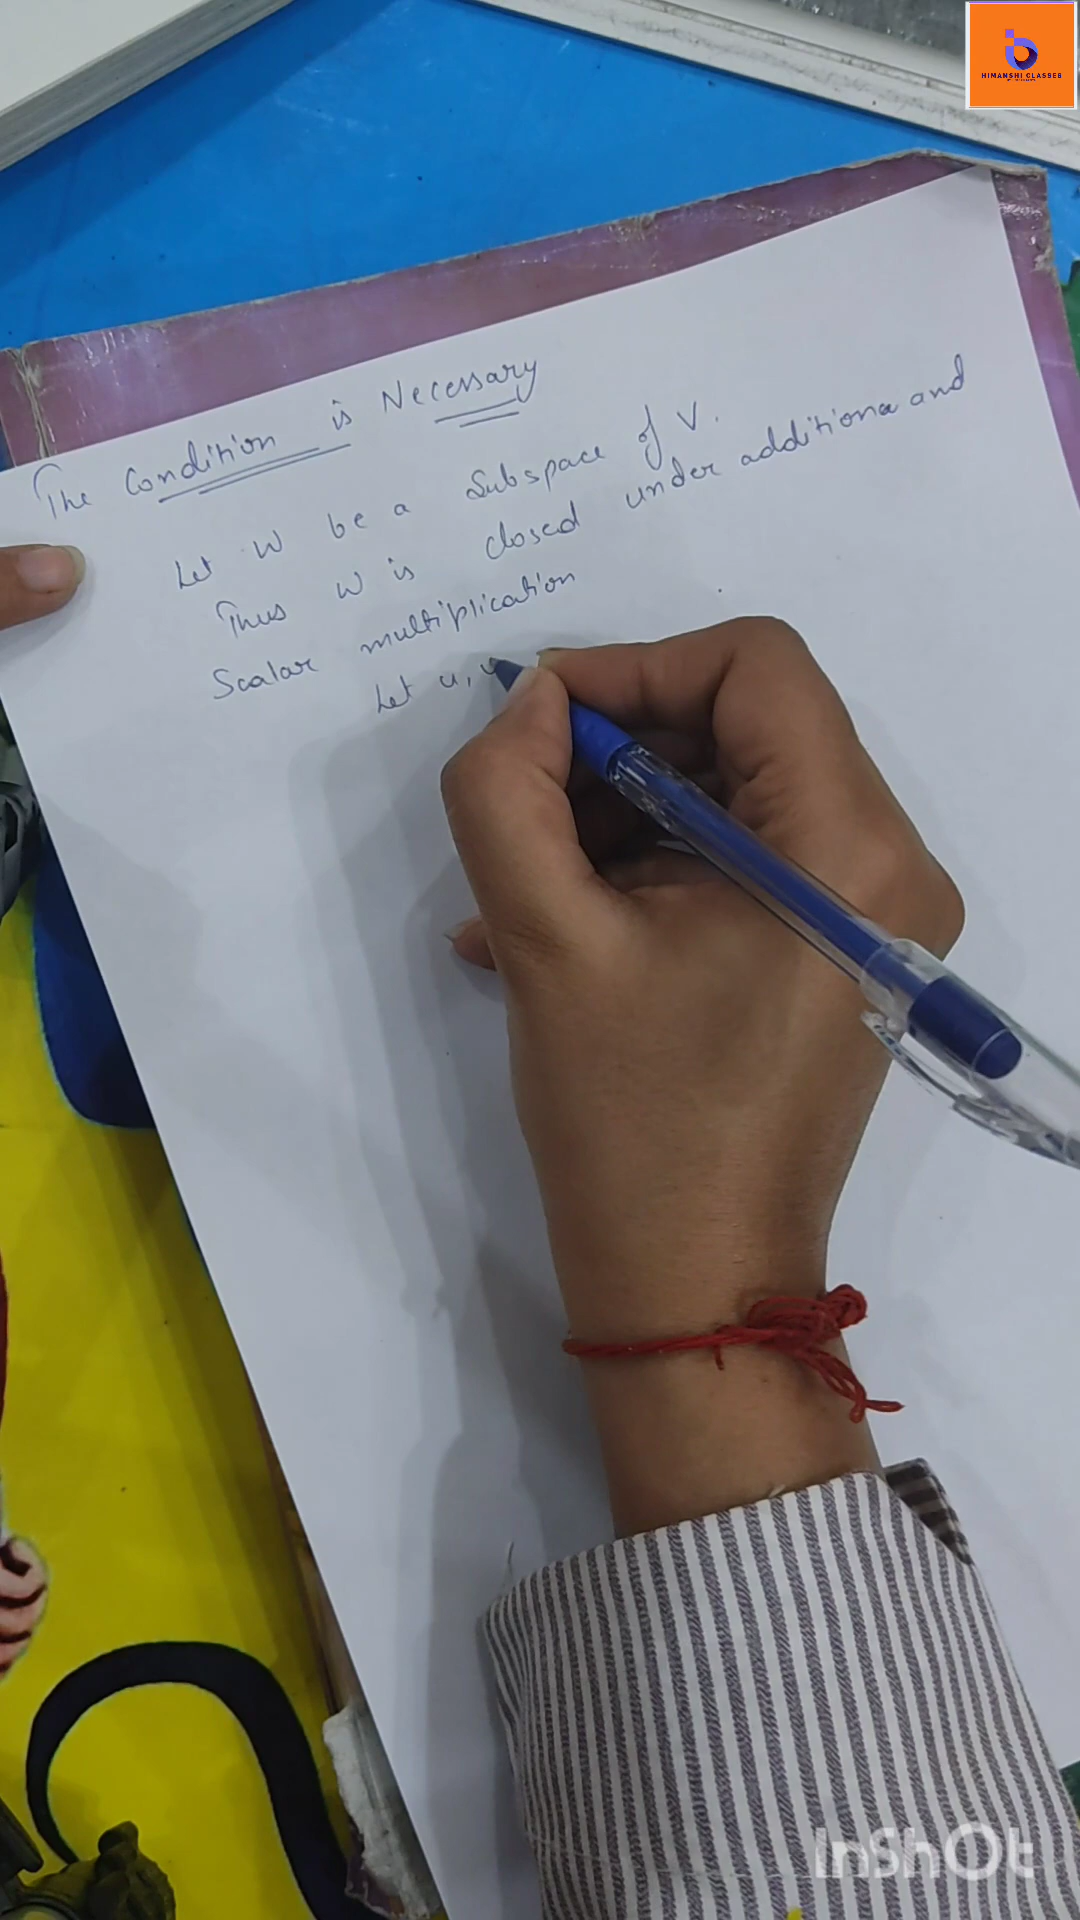 HIMANSHI CLASSES
The Condition is Necessary
Let W be a Subspace of V.
Thus W is closed under additiona and
Scalar multiplication
Let u, v
InShOt